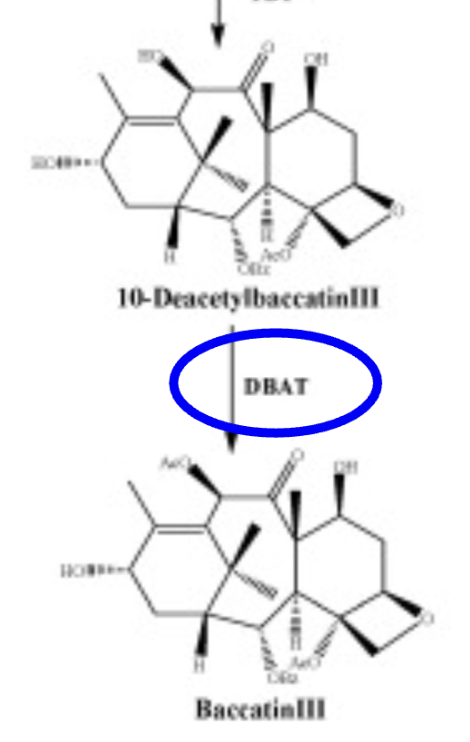 HO
O
OH
HO
O
H
AcO
H
OBz
10-DeacetylbaccatinIII
DBAT
AcO
O
OH
HO
O
H
AcO
H
OBz
BaccatinIII